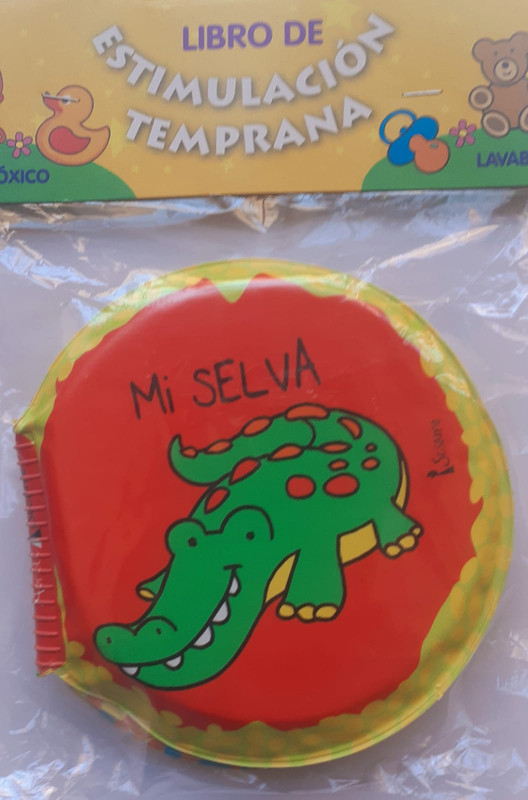 LIBRO DE
ESTIMULACIÓN
TEMPRANA
ÓXICO
LAVAB
Mi SELVA